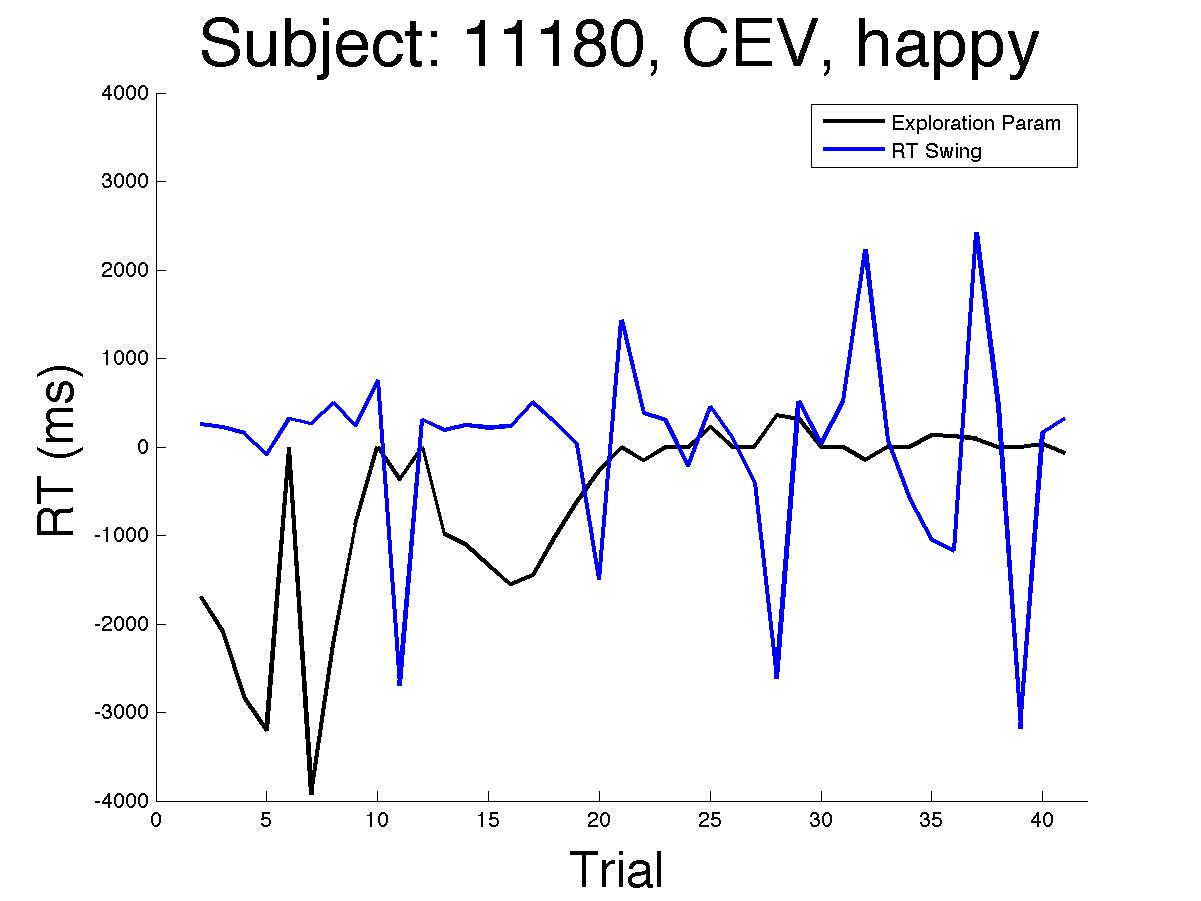 Subject: 11180, CEV, happy
4000
3000
2000
1000
0
-1000
-2000
-3000
-4000
RT (ms)
Exploration Param
RT Swing
0 5 10 15 20 25 30 35 40
Trial